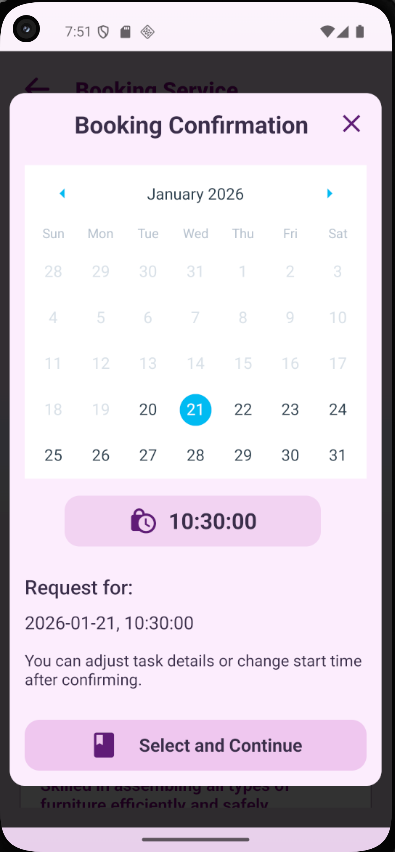 7:51
Booking Service
Booking Confirmation
January 2026
Sun Mon Tue Wed Thu Fri Sat
28 29 30 31 1 2 3
4 5 6 7 8 9 10
11 12 13 14 15 16 17
18 19 20 21 22 23 24
25 26 27 28 29 30 31
10:30:00
Request for:
2026-01-21, 10:30:00
You can adjust task details or change start time
after confirming.
Select and Continue
Skilled in assembling all types of
furniture efficiently and safely